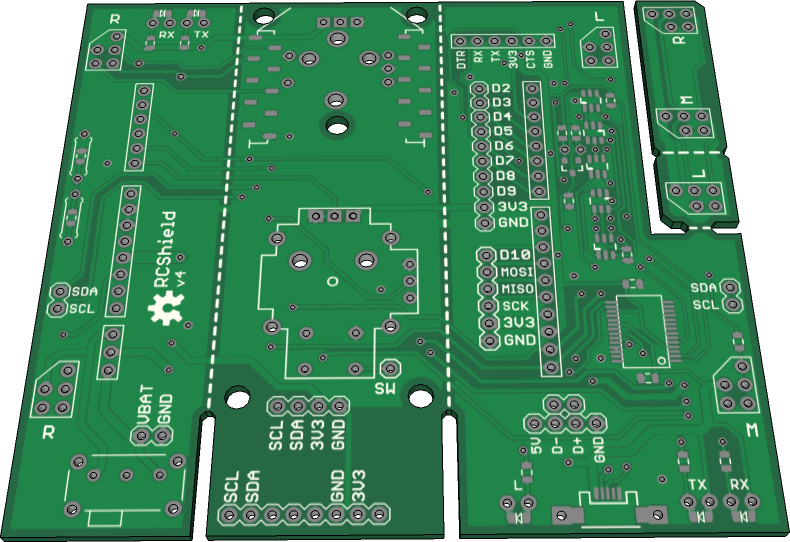 R
RX TX
L
R
DTR
RX
TX
3V3
CTS
GND
D2
D3
D4
D5
D6
D7
D8
D9
3V3
GND
M
L
RCShield
v4
D10
MOSI
MISO
SCK
3V3
GND
SDA
SCL
SDA
SCL
SW
R
VBAT
GND
SCL
SDA
3V3
GND
5V
D-
D+
GND
M
SCL
SDA
GND
3V3
L
TX RX